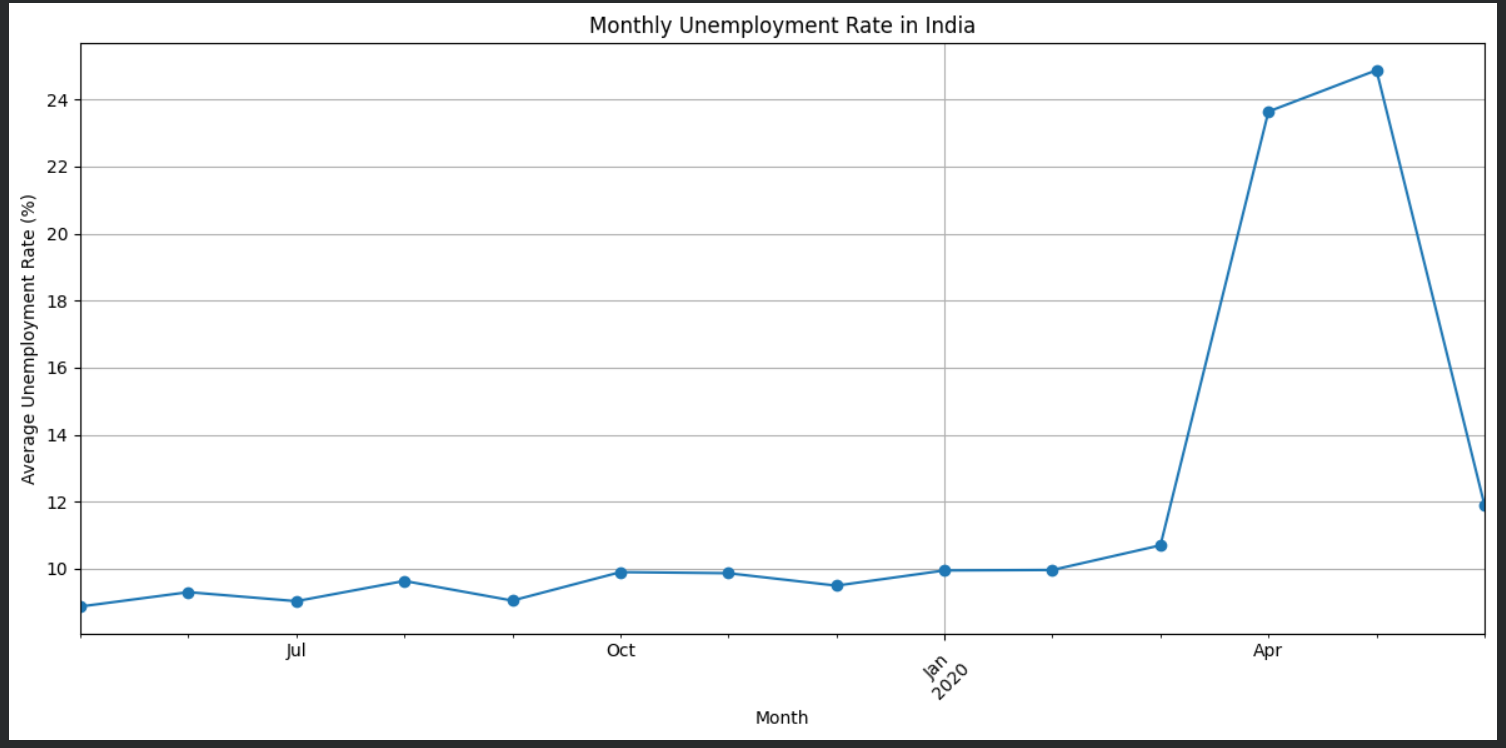 Monthly Unemployment Rate in India
Average Unemployment Rate (%)
24
22
20
18
16
14
12
10
Jul
Oct
Jan
2020
Apr
Month